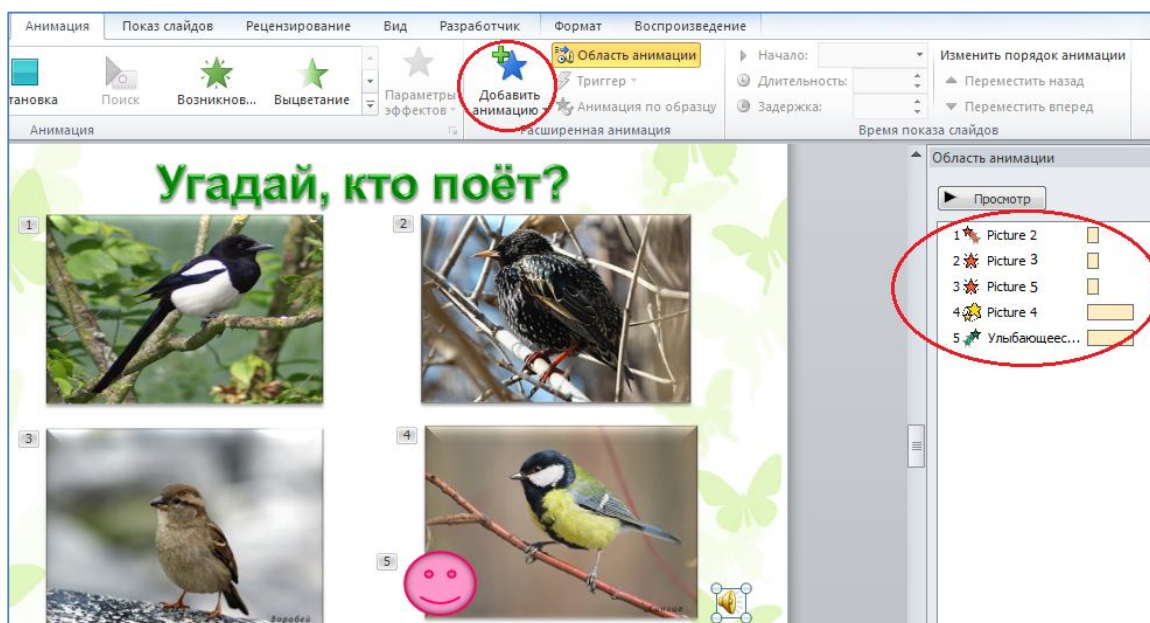 Анимация Показ слайдов Рецензирование Вид Разработчик Формат Воспроизведение
тановка Поиск Возникнов... Выцветание Параметры эффектов Добавить анимацию
Область анимации
Триггер
Анимация по образцу
Начало:
Длительность:
Задержка:
Изменить порядок анимации
Переместить назад
Переместить вперед
Анимация Расширенная анимация Время показа слайдов
Угадай, кто поёт?
1 2
3 4
Воробей
5
Область анимации
Просмотр
1 Picture 2
2 Picture 3
3 Picture 5
4 Picture 4
5 Улыбающеес...